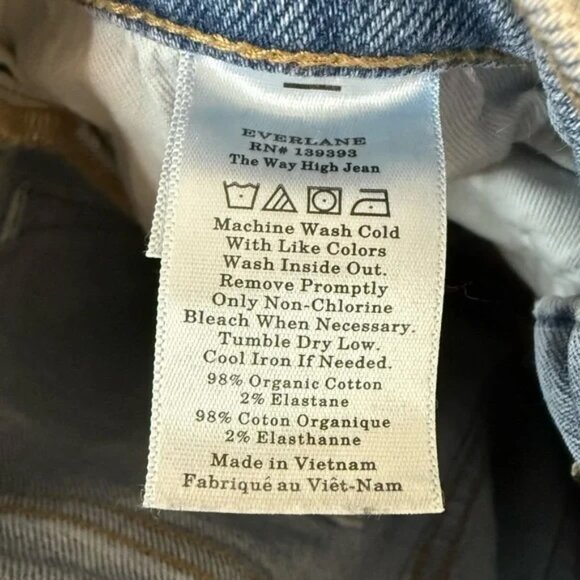 EVERLANE
RN# 139393
The Way High Jean
Machine Wash Cold
With Like Colors
Wash Inside Out.
Remove Promptly
Only Non-Chlorine
Bleach When Necessary.
Tumble Dry Low.
Cool Iron If Needed.
98% Organic Cotton
2% Elastane
98% Coton Organique
2% Elasthanne
Made in Vietnam
Fabriqué au Viêt-Nam